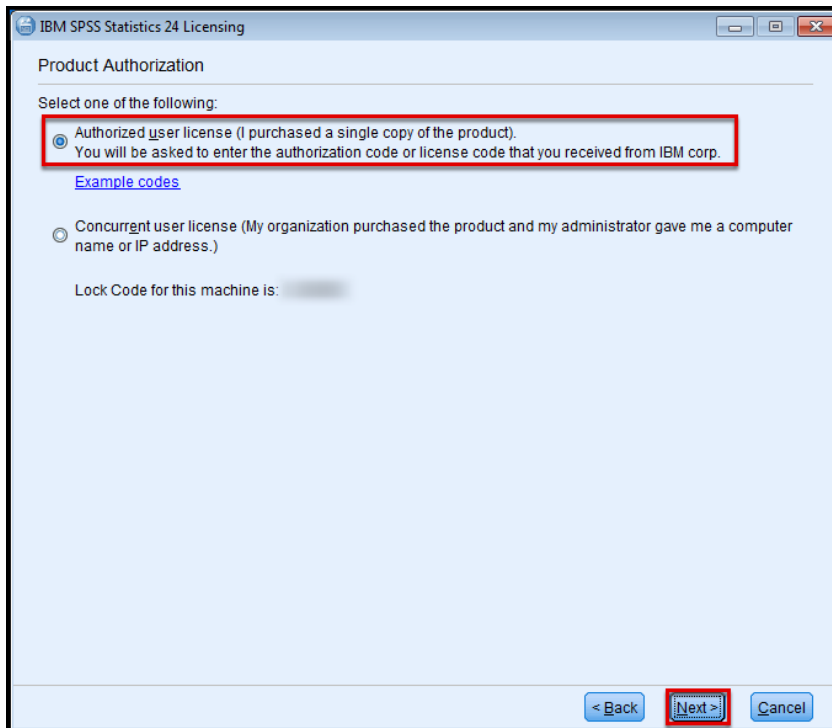 IBM SPSS Statistics 24 Licensing
Product Authorization
Select one of the following:
Authorized user license (I purchased a single copy of the product).
You will be asked to enter the authorization code or license code that you received from IBM corp.
Example codes
Concurrent user license (My organization purchased the product and my administrator gave me a computer
name or IP address.)
Lock Code for this machine is:
< Back Next > Cancel